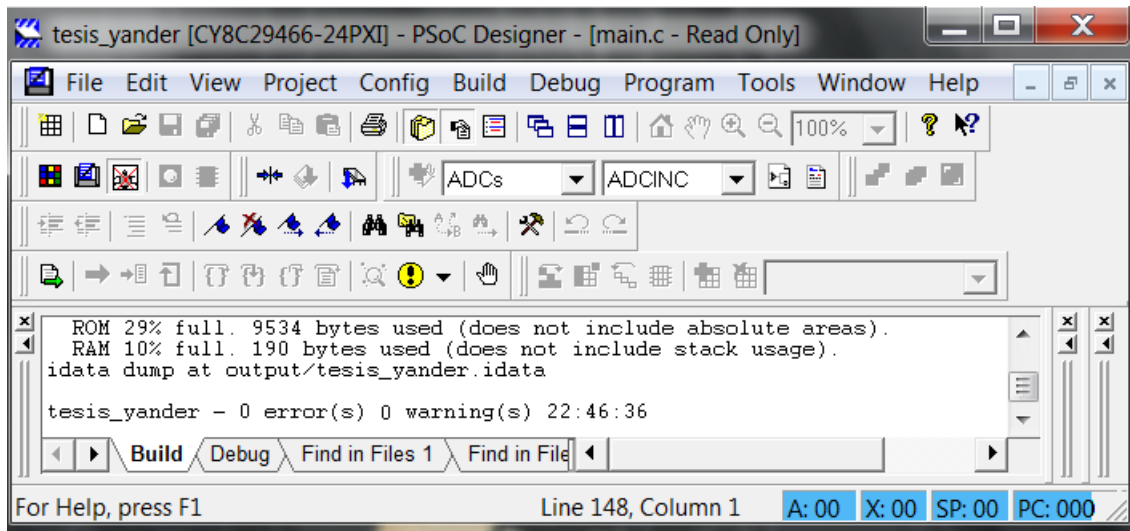 tesis_yander [CY8C29466-24PXI] - PSoC Designer - [main.c - Read Only]
File Edit View Project Config Build Debug Program Tools Window Help
100%
ADCs ADCINC
ROM 29% full. 9534 bytes used (does not include absolute areas).
RAM 10% full. 190 bytes used (does not include stack usage).
idata dump at output/tesis_yander.idata
tesis_yander - 0 error(s) 0 warning(s) 22:46:36
Build Debug Find in Files 1 Find in File
For Help, press F1 Line 148, Column 1 A: 00 X: 00 SP: 00 PC: 000